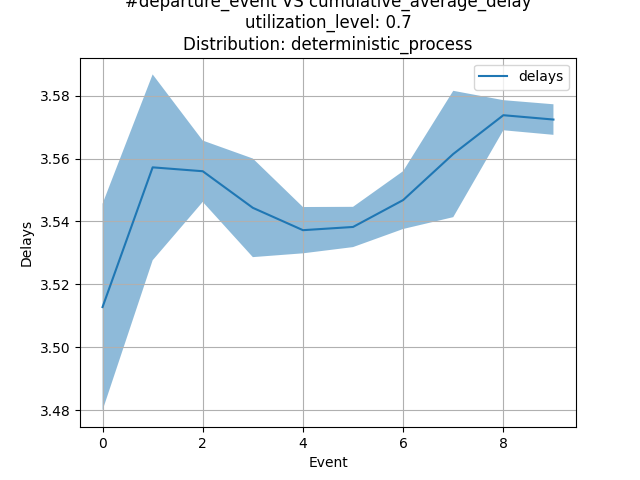 #departure_event VS cumulative_average_delay
utilization_level: 0.7
Distribution: deterministic_process
delays
3.58
3.56
3.54
3.52
3.50
3.48
Delays
0 2 4 6 8
Event